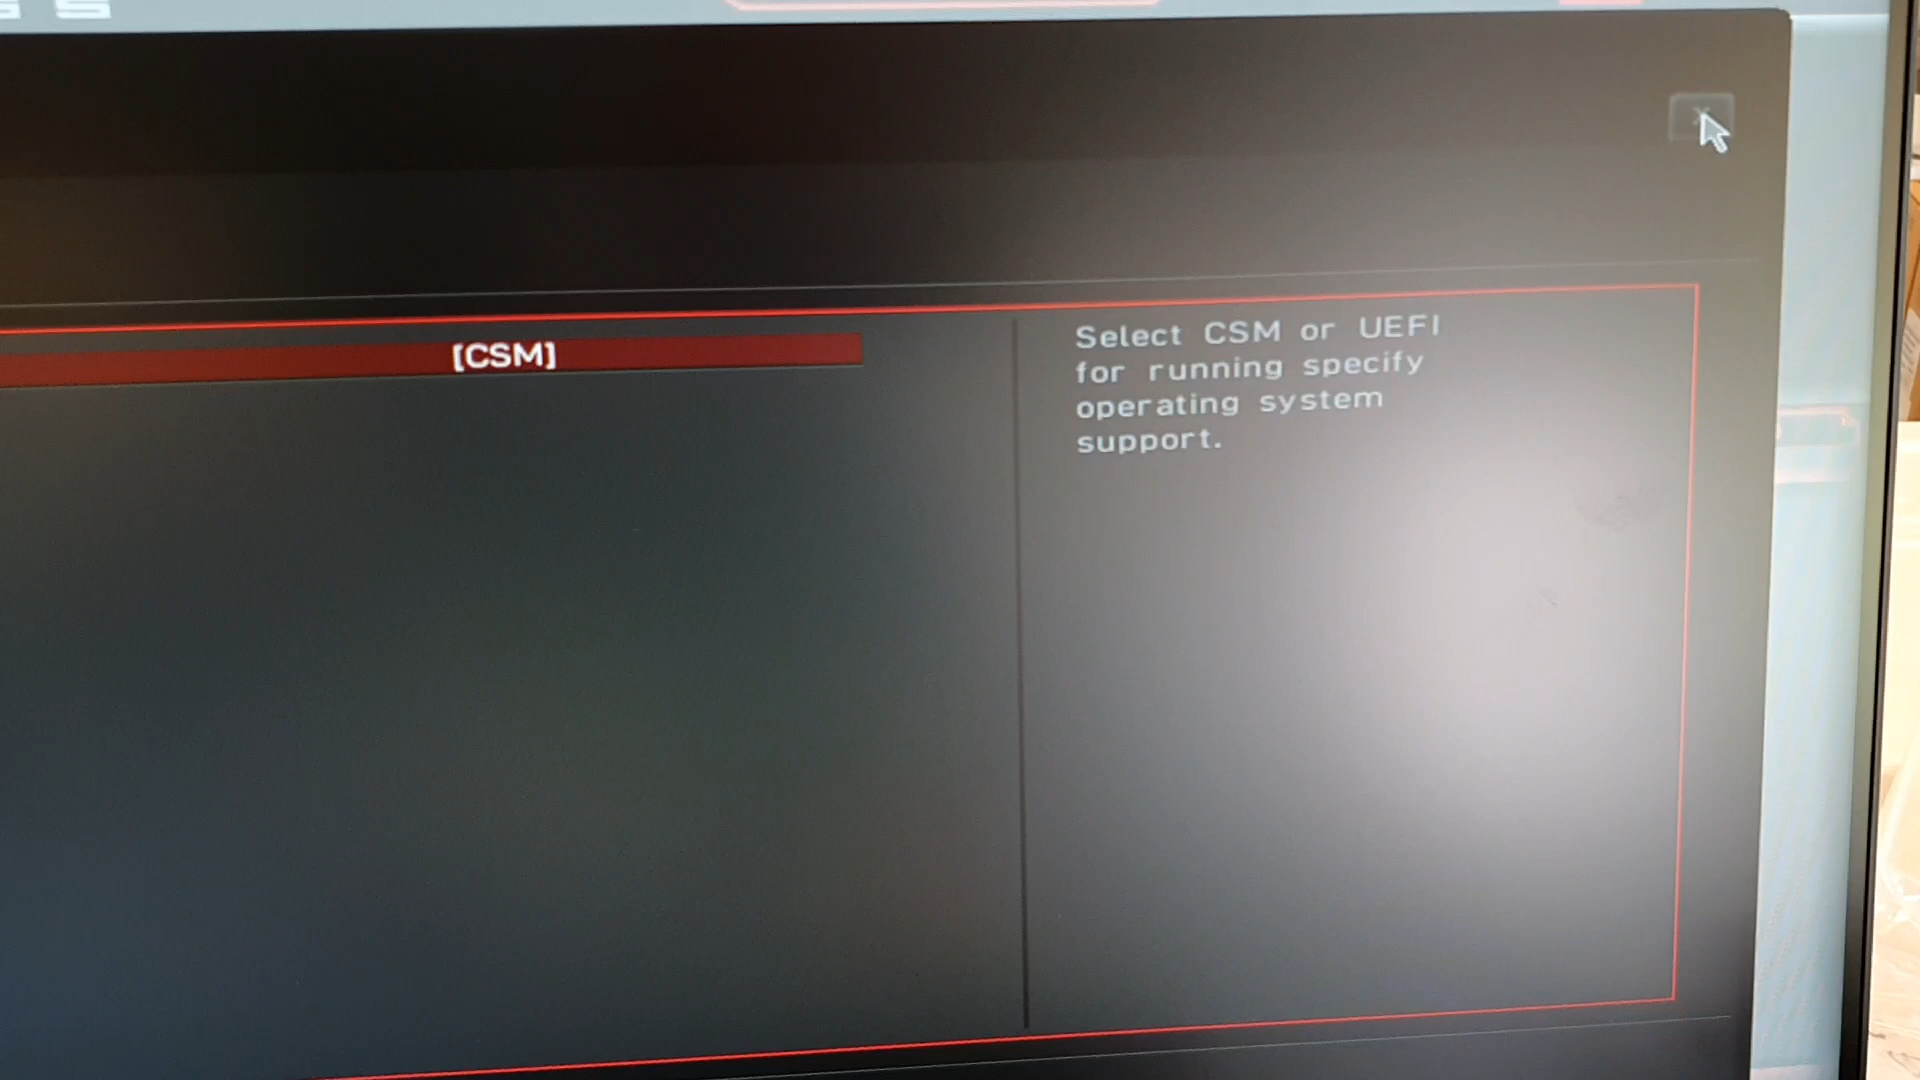 [CSM]
Select CSM or UEFI
for running specify
operating system
support.